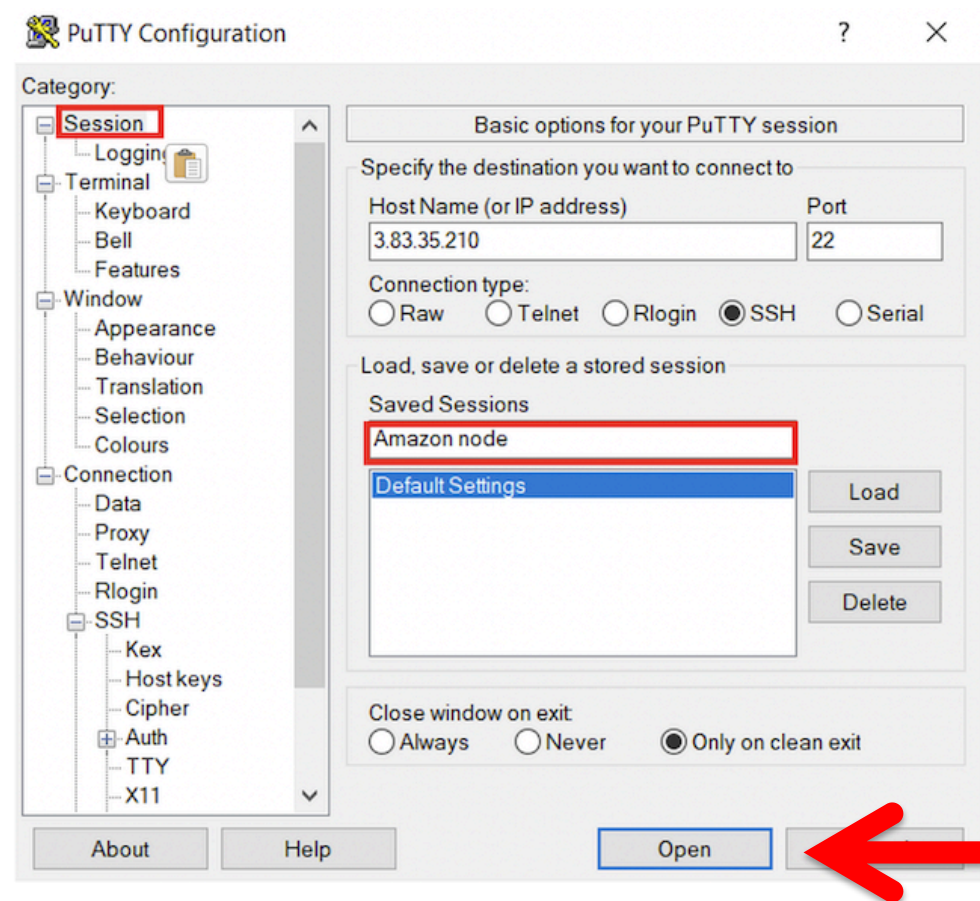 PuTTY Configuration ? ×
Category:
Session
Logging
Terminal
Keyboard
Bell
Features
Window
Appearance
Behaviour
Translation
Selection
Colours
Connection
Data
Proxy
Telnet
Rlogin
SSH
Kex
Host keys
Cipher
Auth
TTY
X11
Basic options for your PuTTY session
Specify the destination you want to connect to
Host Name (or IP address) Port
3.83.35.210 22
Connection type:
Raw Telnet Rlogin SSH Serial
Load, save or delete a stored session
Saved Sessions
Amazon node
Default Settings
Load
Save
Delete
Close window on exit:
Always Never Only on clean exit
About Help Open